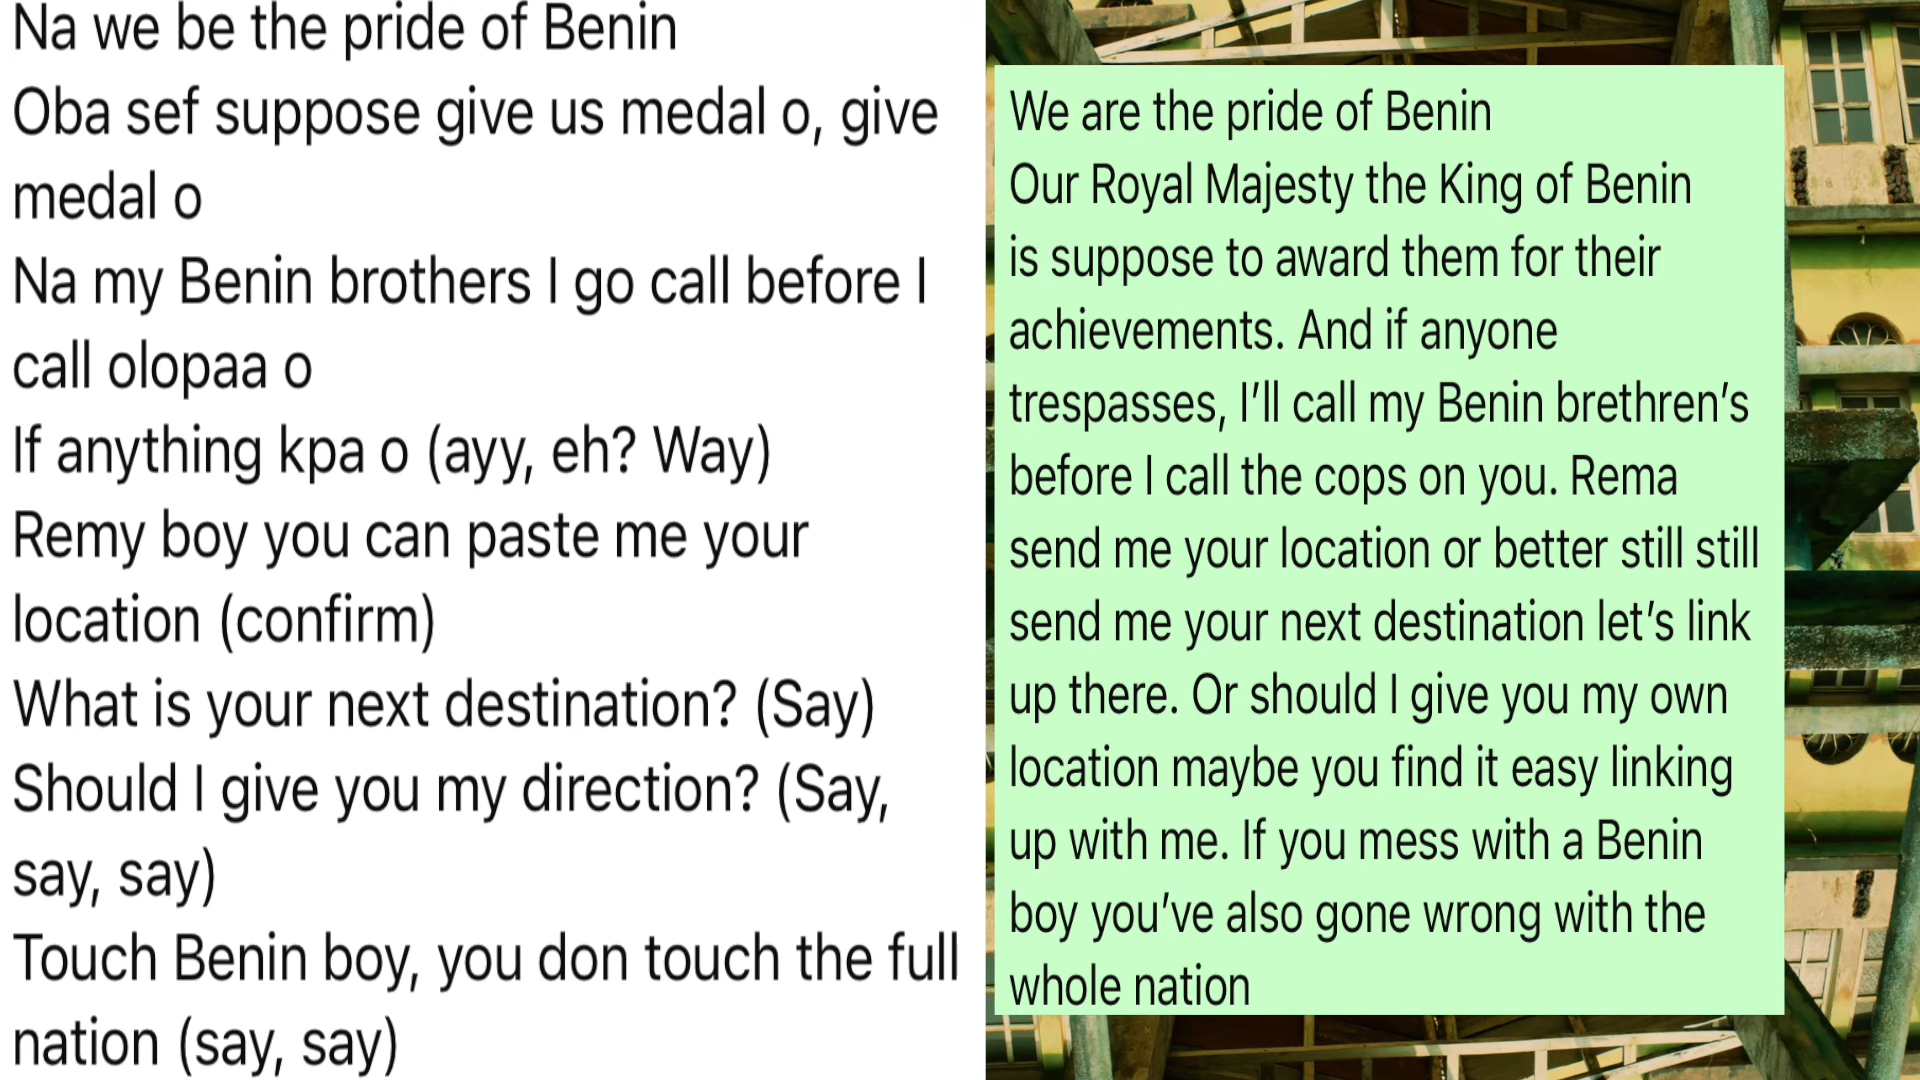 Na we be the pride of Benin
Oba sef suppose give us medal o, give
medal o
Na my Benin brothers I go call before I
call olopaa o
If anything kpa o (ayy, eh? Way)
Remy boy you can paste me your
location (confirm)
What is your next destination? (Say)
Should I give you my direction? (Say,
say, say)
Touch Benin boy, you don touch the full
nation (say, say)
We are the pride of Benin
Our Royal Majesty the King of Benin
is suppose to award them for their
achievements. And if anyone
trespasses, I’ll call my Benin brethren’s
before I call the cops on you. Rema
send me your location or better still still
send me your next destination let’s link
up there. Or should I give you my own
location maybe you find it easy linking
up with me. If you mess with a Benin
boy you’ve also gone wrong with the
whole nation